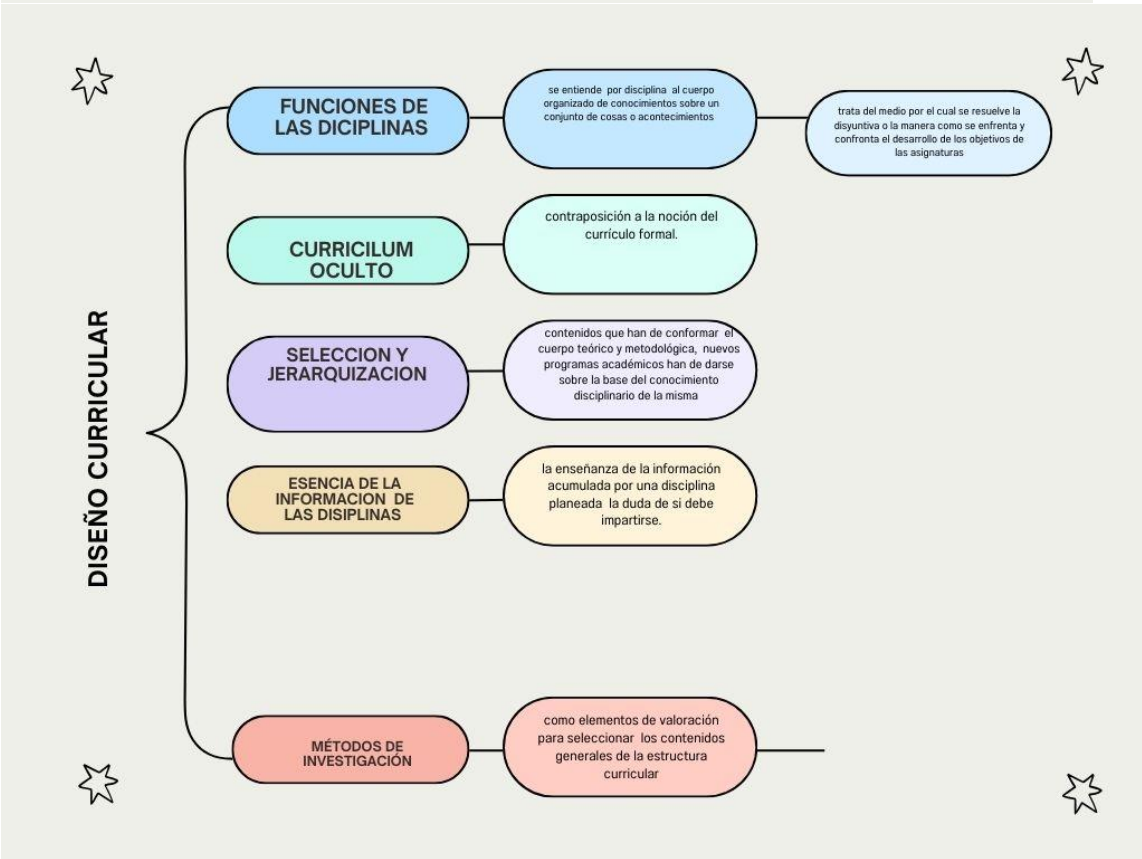 DISEÑO CURRICULAR
FUNCIONES DE
LAS DICIPLINAS
se entiende por disciplina al cuerpo
organizado de conocimientos sobre un
conjunto de cosas o acontecimientos
trata del medio por el cual se resuelve la
disyuntiva o la manera como se enfrenta y
confronta el desarrollo de los objetivos de
las asignaturas
CURRICILUM
OCULTO
contraposición a la noción del
currículo formal.
SELECCION Y
JERARQUIZACION
contenidos que han de conformar el
cuerpo teórico y metodológica, nuevos
programas académicos han de darse
sobre la base del conocimiento
disciplinario de la misma
ESENCIA DE LA
INFORMACION DE
LAS DISIPLINAS
la enseñanza de la información
acumulada por una disciplina
planeada la duda de si debe
impartirse.
MÉTODOS DE
INVESTIGACIÓN
como elementos de valoración
para seleccionar los contenidos
generales de la estructura
curricular